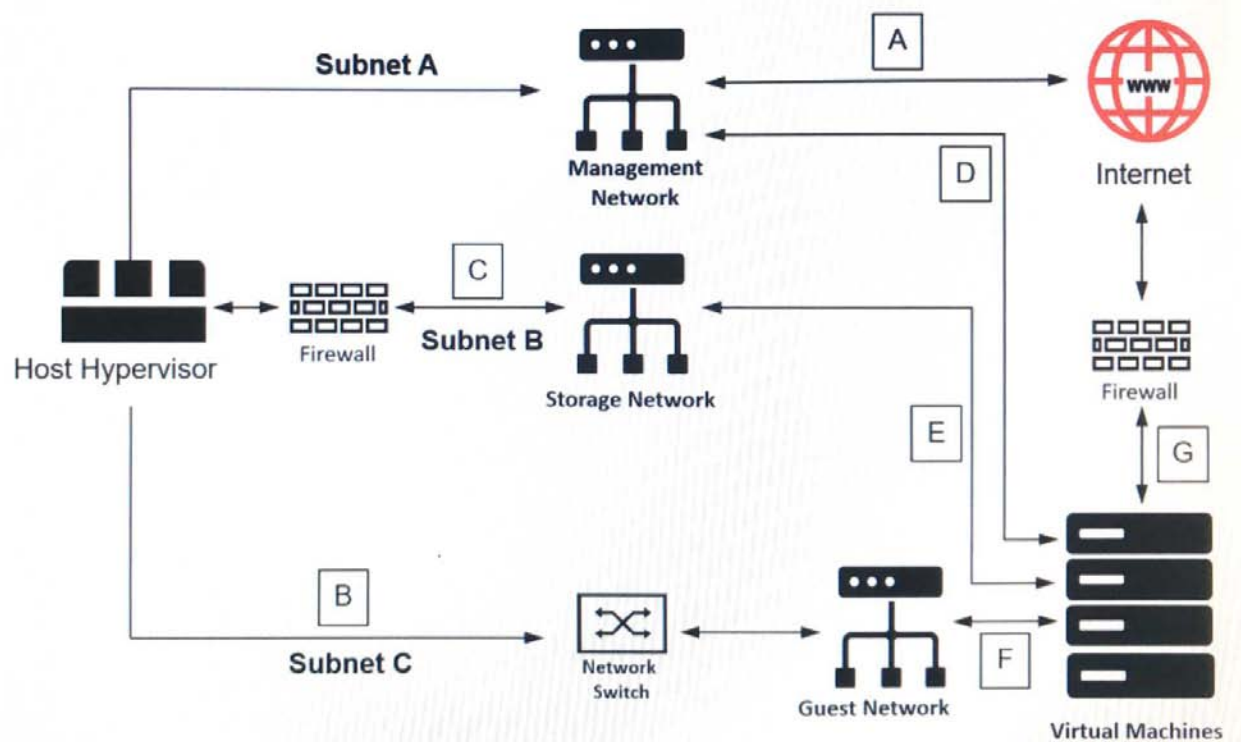 Subnet A
A
www
Internet
Management
Network
D
C
Firewall
Subnet B
Host Hypervisor
Storage Network
Firewall
E
G
B
Subnet C
Network
Switch
F
Guest Network
Virtual Machines